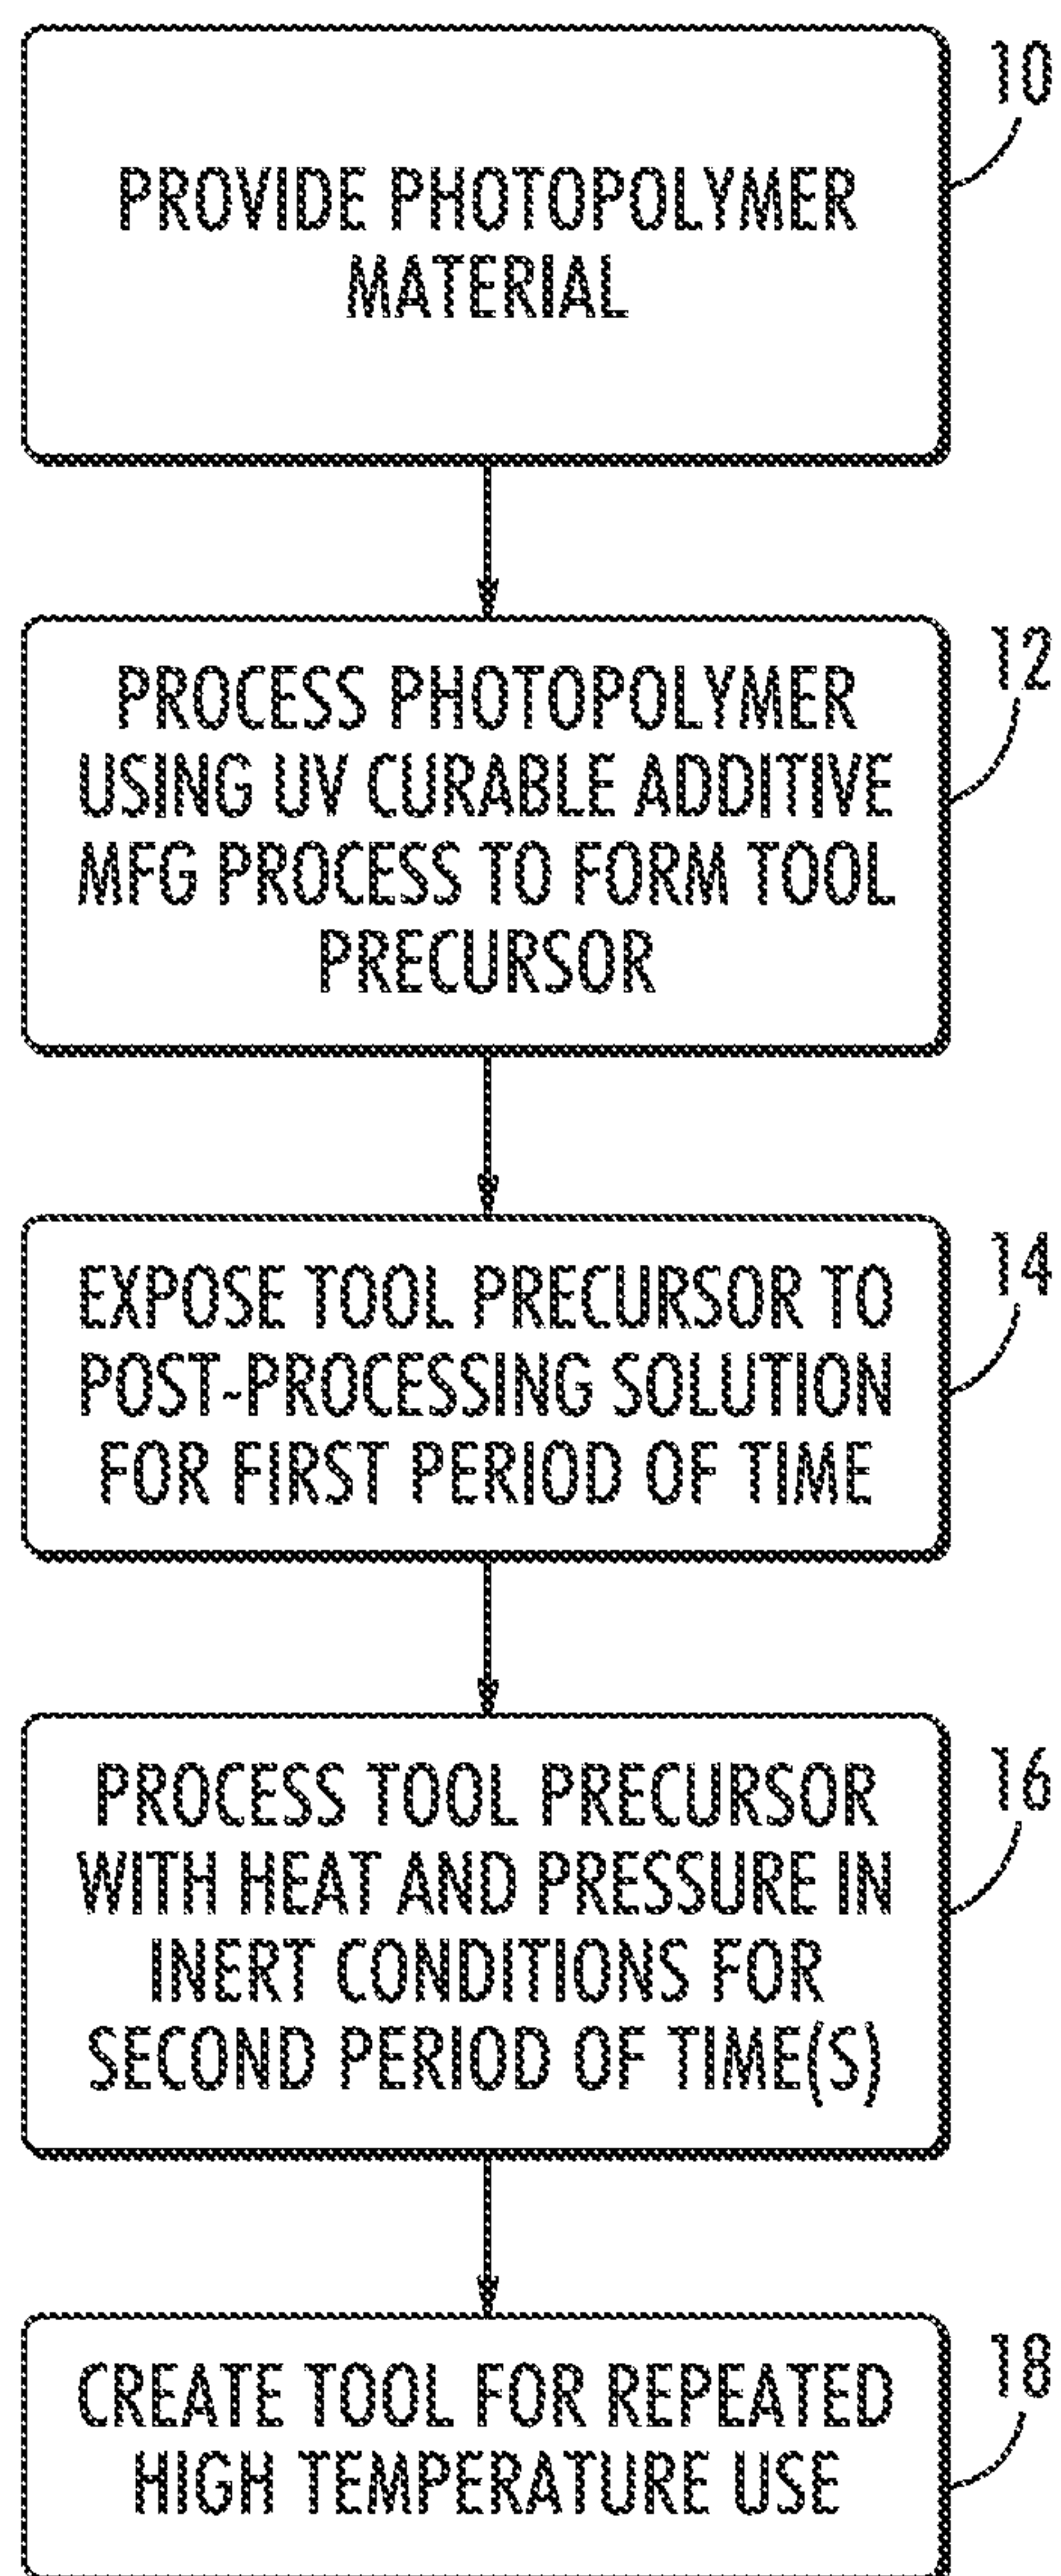 10
PROVIDE PHOTOPOLYMER
MATERIAL
12
PROCESS PHOTOPOLYMER
USING UV CURABLE ADDITIVE
MFG PROCESS TO FORM TOOL
PRECURSOR
14
EXPOSE TOOL PRECURSOR TO
POST-PROCESSING SOLUTION
FOR FIRST PERIOD OF TIME
16
PROCESS TOOL PRECURSOR
WITH HEAT AND PRESSURE IN
INERT CONDITIONS FOR
SECOND PERIOD OF TIME(S)
18
CREATE TOOL FOR REPEATED
HIGH TEMPERATURE USE